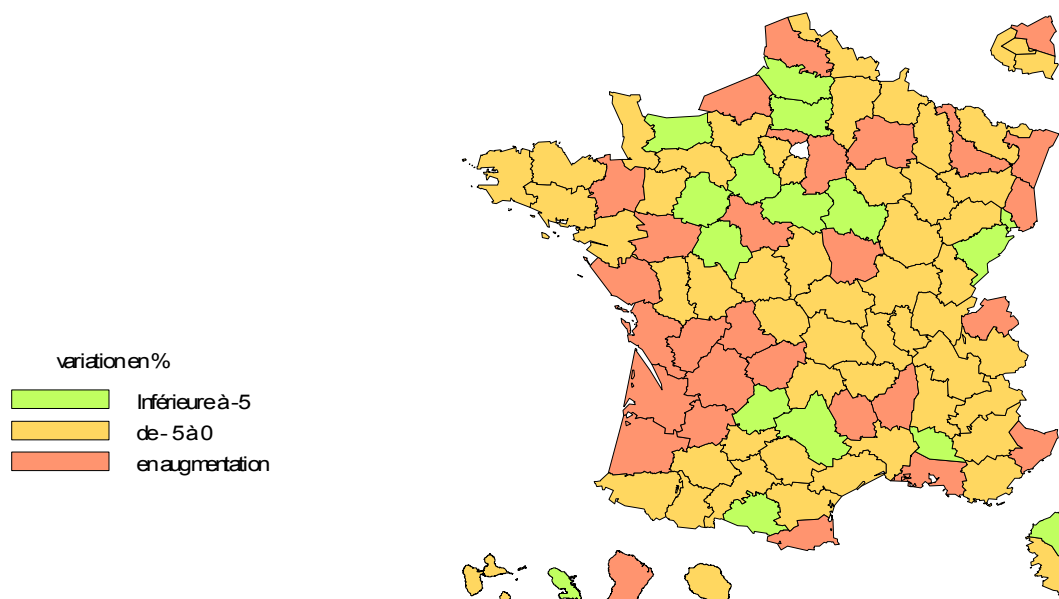 variation en %
Inférieure à -5
de - 5 à 0
en augmentation